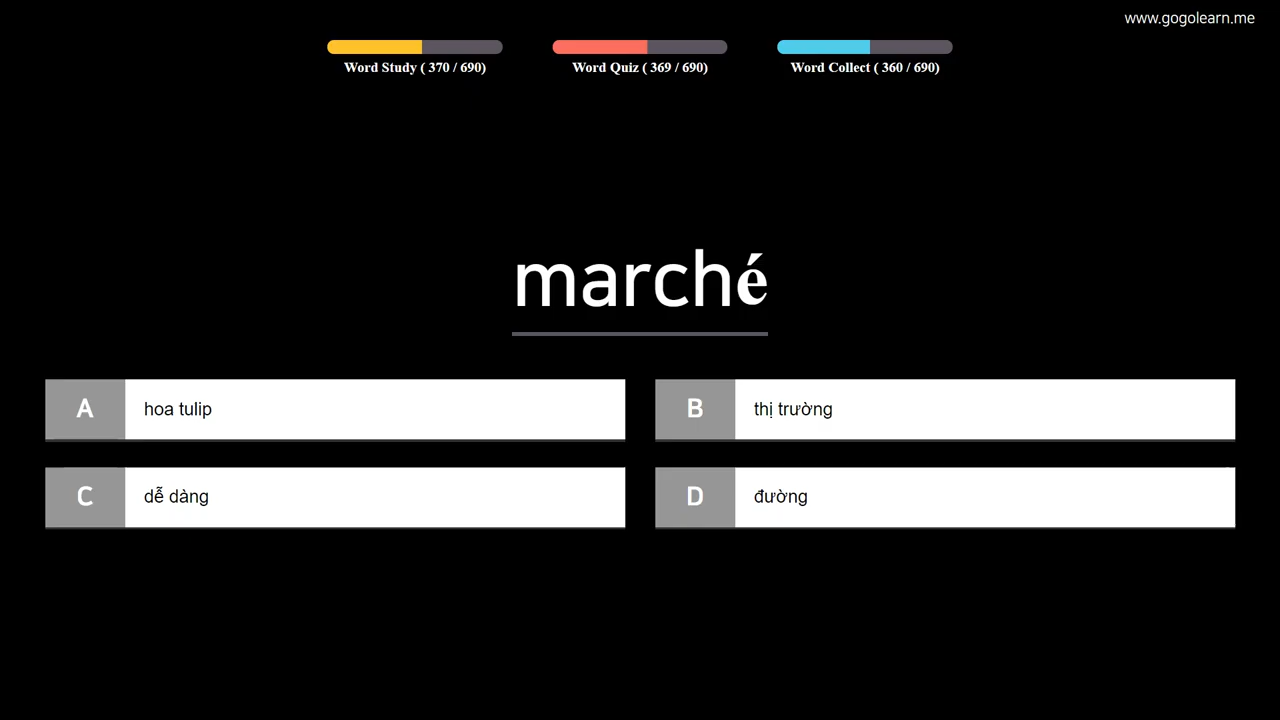 www.gogolearn.me
Word Study ( 370 / 690)
Word Quiz ( 369 / 690)
Word Collect ( 360 / 690)
marché
A hoa tulip
B thị trường
C dễ dàng
D đường